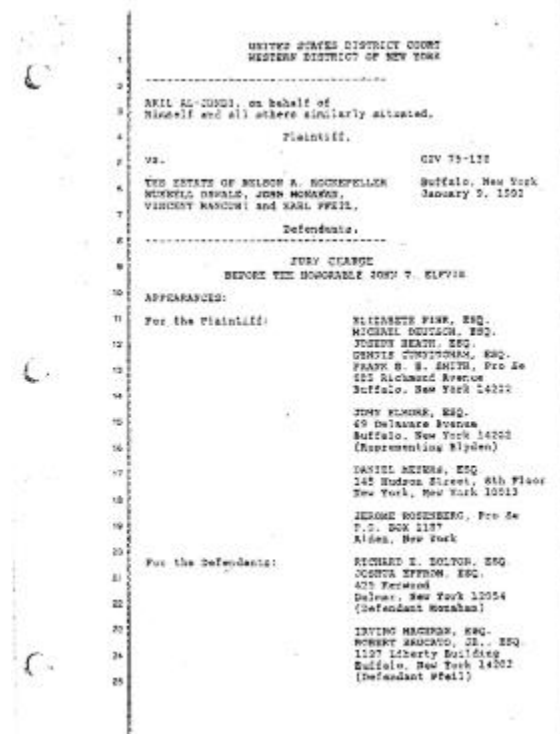 UNITED STATES DISTRICT COURT
WESTERN DISTRICT OF NEW YORK
1
2
AKIL AL-JUNDI, on behalf of
3
himself and all others similarly situated,
4
Plaintiff,
5
vs. CIV 75-132
6
THE ESTATE OF NELSON A. ROCKEFELLER Buffalo, New York
RUSSELL OSWALD, JOHN MONAHAN, January 9, 1992
7
VINCENT MANCUSI and KARL PFEIL,
Defendants.
8
9
JURY CHARGE
BEFORE THE HONORABLE JOHN T. ELFVIN
10
APPEARANCES:
11
For the Plaintiff: ELIZABETH FINK, ESQ.
MICHAEL DEUTSCH, ESQ.
12
JOSEPH HEATH, ESQ.
DENNIS CUNNINGHAM, ESQ.
13
FRANK B. B. SMITH, Pro Se
Richmond Avenue
14
Buffalo, New York 14222
15
JOHN ELMORE, ESQ.
69 Delaware Avenue
16
Buffalo, New York 14202
(Representing Blyden)
17
DANIEL MEYERS, ESQ
18
145 Hudson Street, 8th Floor
New York, New York 10013
19
JEROME ROSENBERG, Pro Se
P.O. BOX 1187
Alden, New York
20
For the Defendants: RICHARD E. BOLTON, ESQ
21
JOSHUA EFFRON, ESQ.
Kenwood
22
Delmar, New York 12054
(Defendant Monahan)
23
IRVING MAGHRAN, ESQ.
ROBERT BRUCATO, JR., ESQ
24
1127 Liberty Building
Buffalo, New York 14202
25
(Defendant Pfeil)